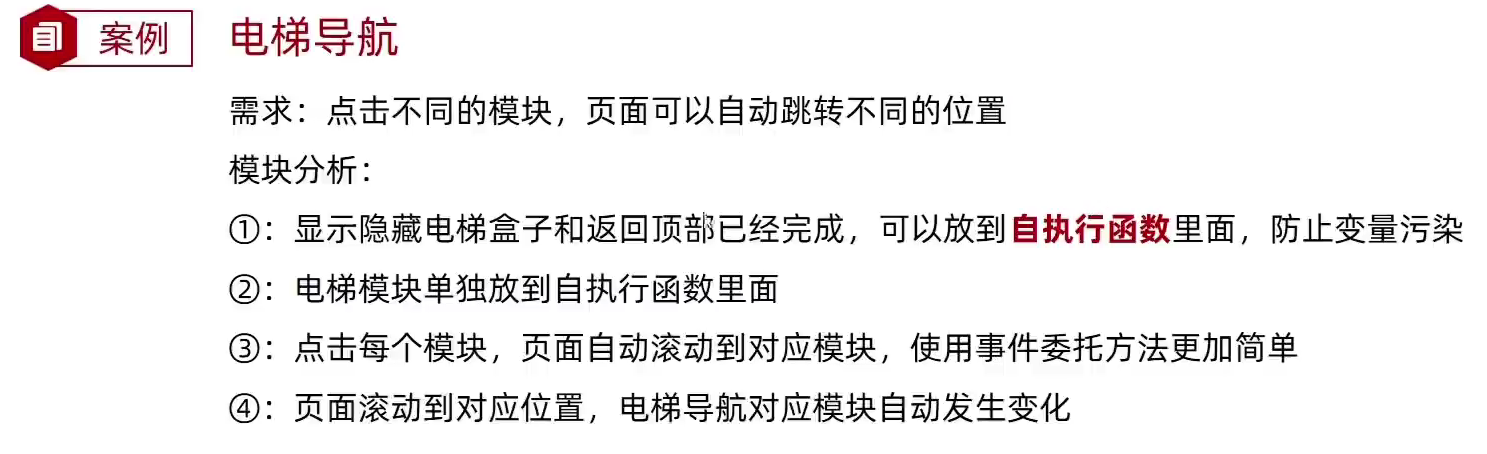 案例 电梯导航
需求：点击不同的模块，页面可以自动跳转不同的位置
模块分析：
①：显示隐藏电梯盒子和返回顶部已经完成，可以放到自执行函数里面，防止变量污染
②：电梯模块单独放到自执行函数里面
③：点击每个模块，页面自动滚动到对应模块，使用事件委托方法更加简单
④：页面滚动到对应位置，电梯导航对应模块自动发生变化